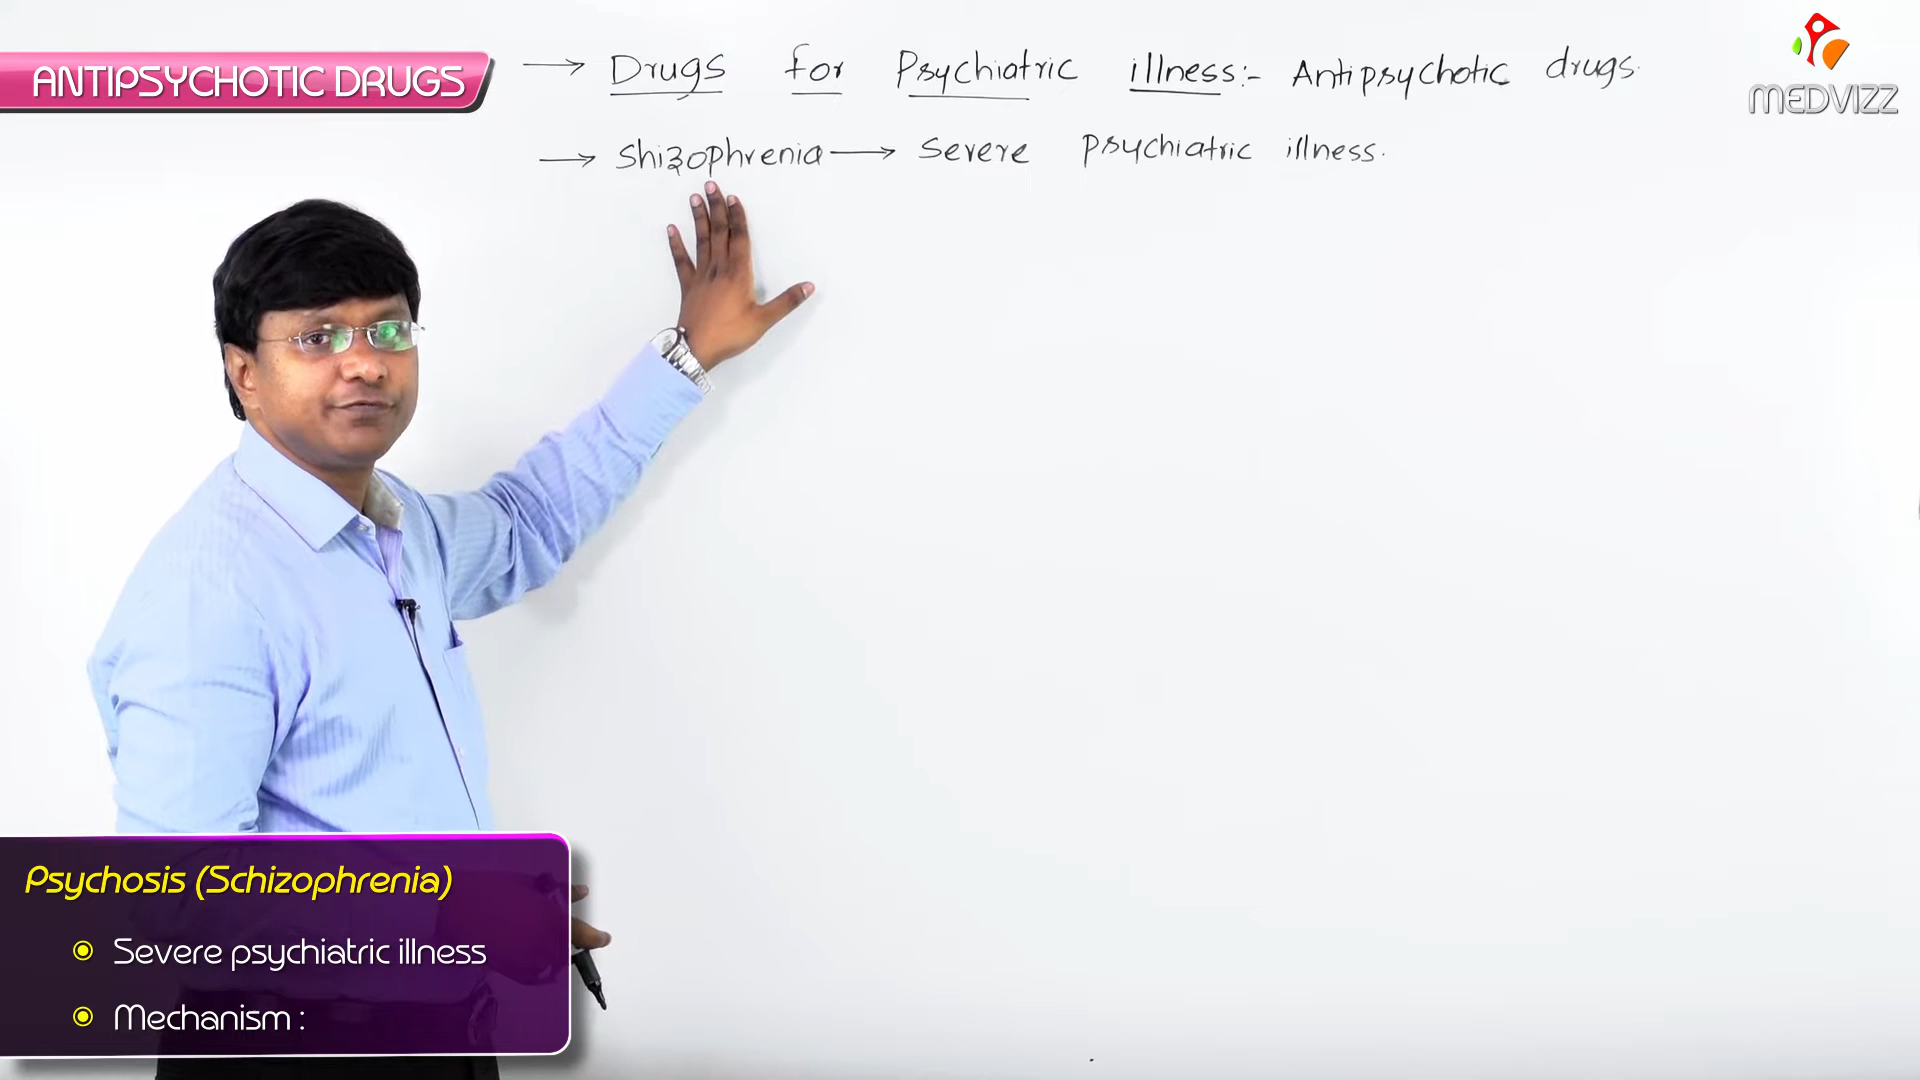 ANTIPSYCHOTIC DRUGS
→ Drugs for Psychiatric illness:- Antipsychotic drugs.
MEDVIZZ
→ Shizophrenia → Severe psychiatric illness.
Psychosis (Schizophrenia)
Severe psychiatric illness
Mechanism :